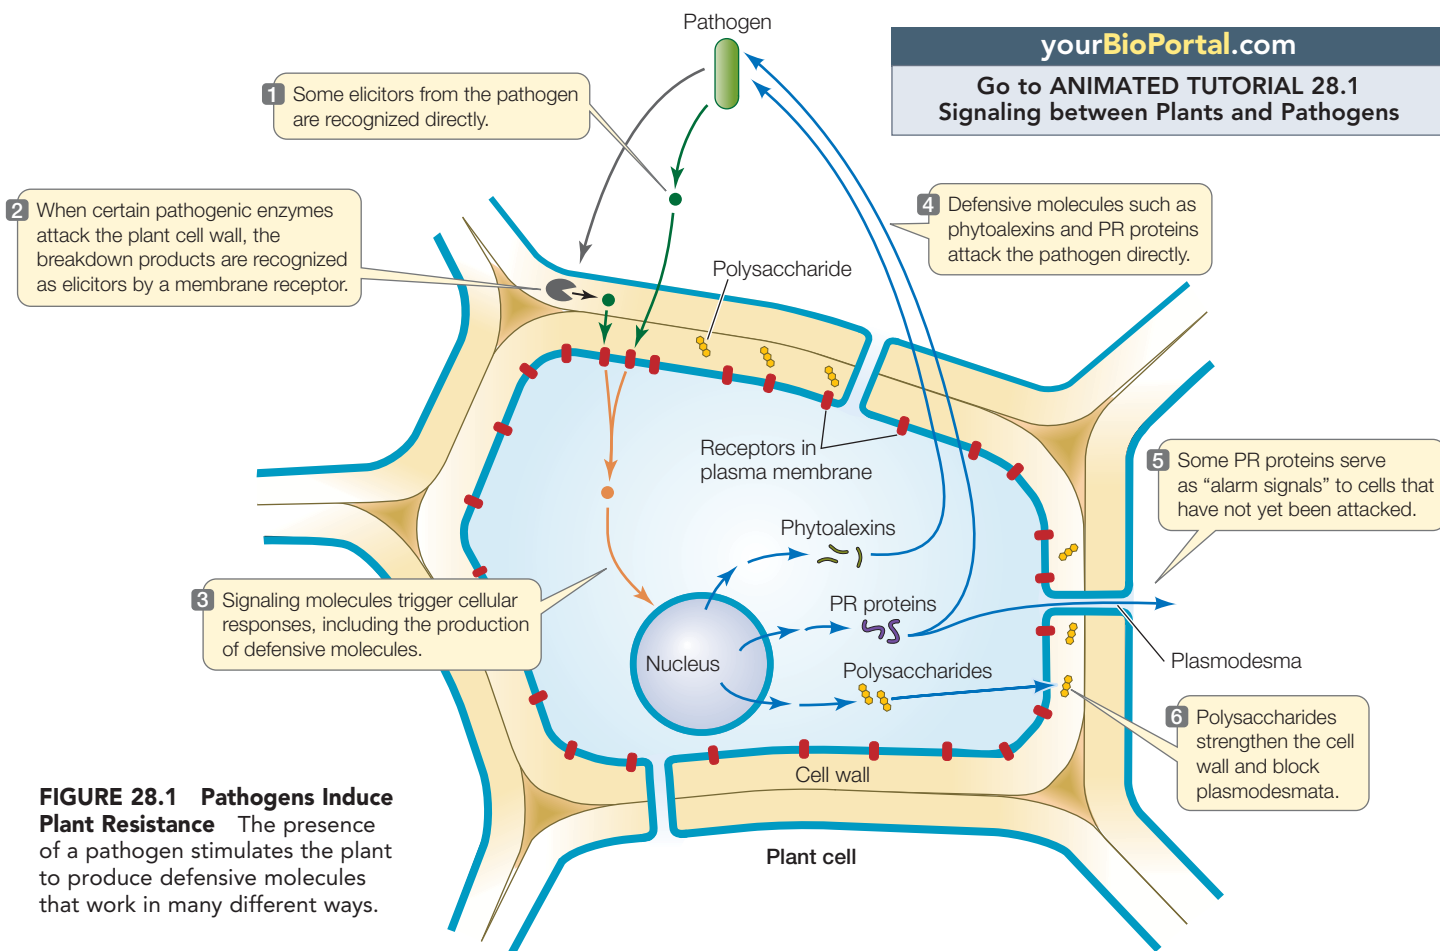 Pathogen
yourBioPortal.com
Go to ANIMATED TUTORIAL 28.1
Signaling between Plants and Pathogens
1 Some elicitors from the pathogen
are recognized directly.
2 When certain pathogenic enzymes
attack the plant cell wall, the
breakdown products are recognized
as elicitors by a membrane receptor.
4 Defensive molecules such as
phytoalexins and PR proteins
attack the pathogen directly.
Polysaccharide
Receptors in
plasma membrane
5 Some PR proteins serve
as “alarm signals” to cells that
have not yet been attacked.
Phytoalexins
3 Signaling molecules trigger cellular
responses, including the production
of defensive molecules.
PR proteins
Nucleus
Polysaccharides
Plasmodesma
6 Polysaccharides
strengthen the cell
wall and block
plasmodesmata.
Cell wall
Plant cell
FIGURE 28.1 Pathogens Induce
Plant Resistance The presence
of a pathogen stimulates the plant
to produce defensive molecules
that work in many different ways.